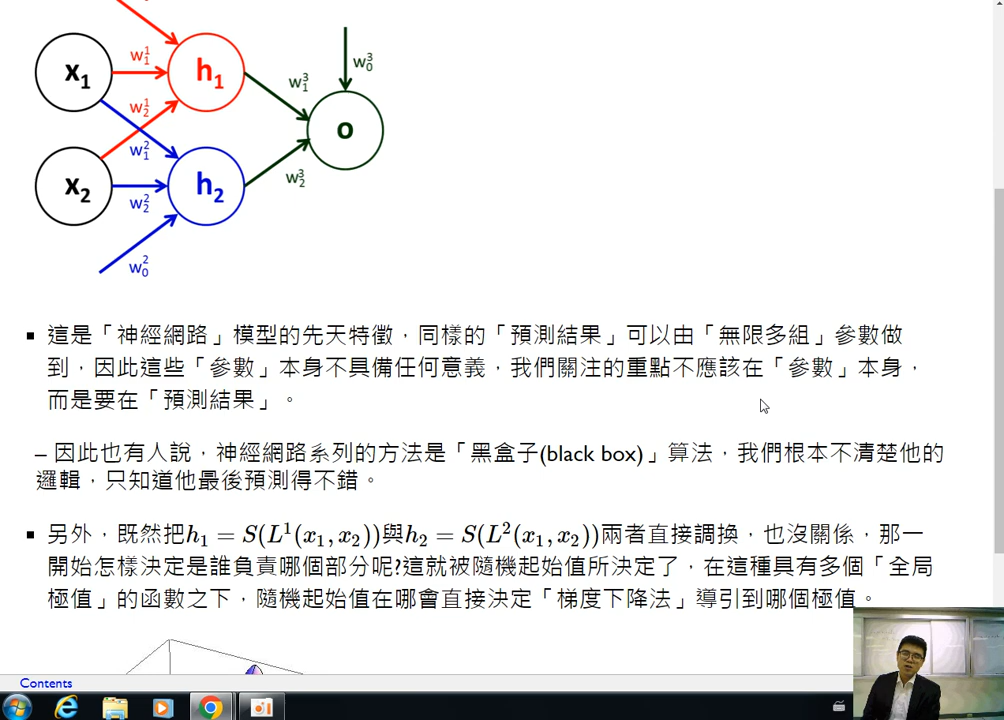 x₁
w₁¹
h₁
w₁³
w₀³
w₂¹
o
w₁²
x₂
w₂²
h₂
w₂³
w₀²
▪ 這是「神經網路」模型的先天特徵，同樣的「預測結果」可以由「無限多組」參數做
到，因此這些「參數」本身不具備任何意義，我們關注的重點不應該在「參數」本身，
而是要在「預測結果」。
– 因此也有人說，神經網路系列的方法是「黑盒子(black box)」算法，我們根本不清楚他的
邏輯，只知道他最後預測得不錯。
▪ 另外，既然把h₁ = S(L¹(x₁, x₂))與h₂ = S(L²(x₁, x₂))兩者直接調換，也沒關係，那一
開始怎樣決定是誰負責哪個部分呢?這就被隨機起始值所決定了，在這種具有多個「全局
極值」的函數之下，隨機起始值在哪會直接決定「梯度下降法」導引到哪個極值。
Contents